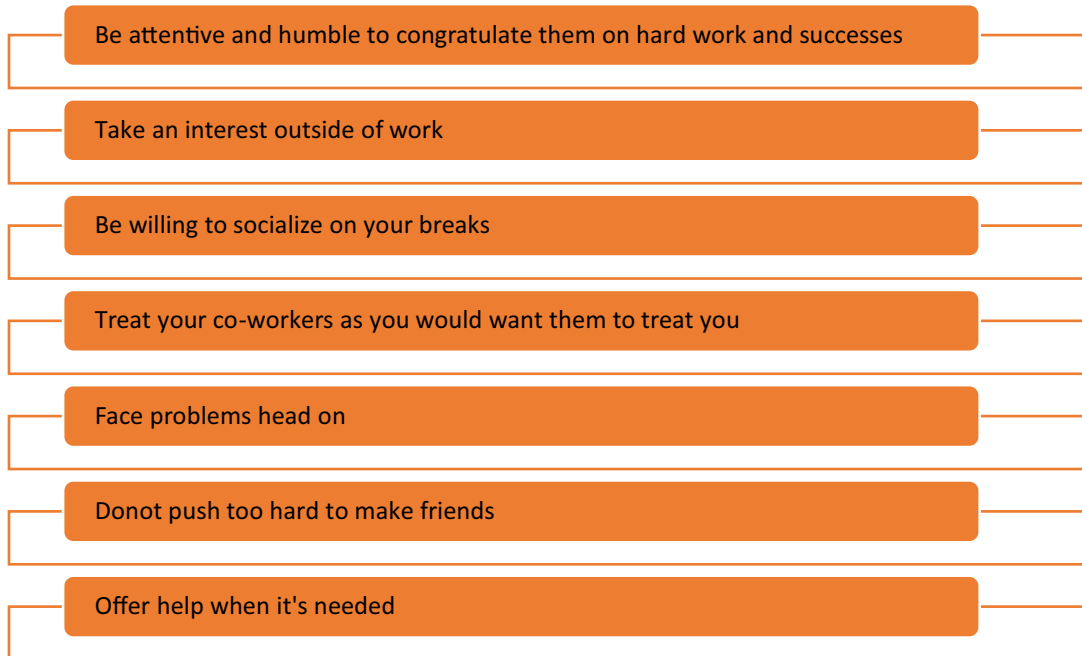 Be attentive and humble to congratulate them on hard work and successes
Take an interest outside of work
Be willing to socialize on your breaks
Treat your co-workers as you would want them to treat you
Face problems head on
Donot push too hard to make friends
Offer help when it's needed